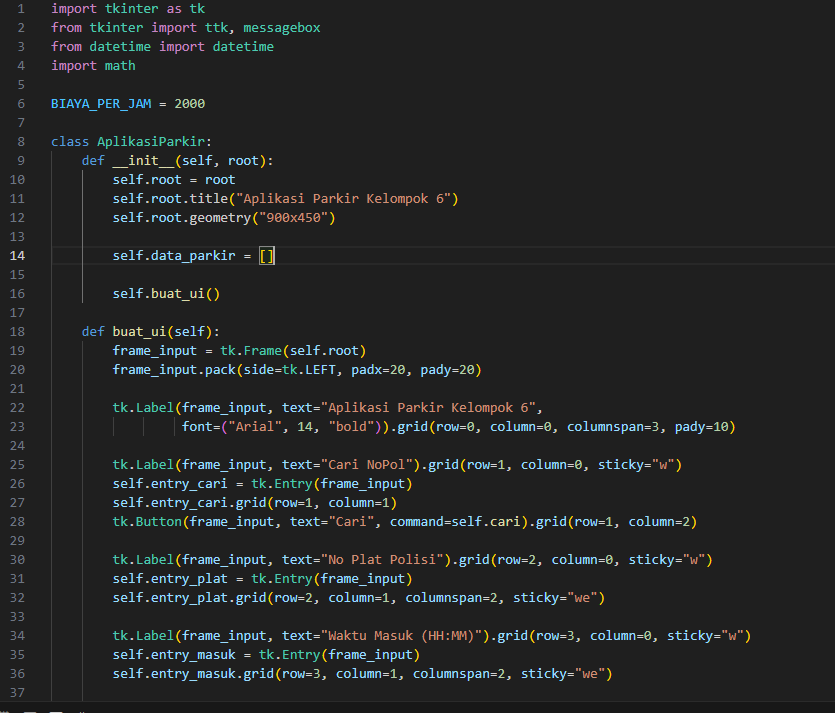 1 import tkinter as tk
2 from tkinter import ttk, messagebox
3 from datetime import datetime
4 import math
5
6 BIAYA_PER_JAM = 2000
7
8 class AplikasiParkir:
9     def __init__(self, root):
10         self.root = root
11         self.root.title("Aplikasi Parkir Kelompok 6")
12         self.root.geometry("900x450")
13
14         self.data_parkir = []
15
16         self.buat_ui()
17
18     def buat_ui(self):
19         frame_input = tk.Frame(self.root)
20         frame_input.pack(side=tk.LEFT, padx=20, pady=20)
21
22         tk.Label(frame_input, text="Aplikasi Parkir Kelompok 6",
23                  font=("Arial", 14, "bold")).grid(row=0, column=0, columnspan=3, pady=10)
24
25         tk.Label(frame_input, text="Cari NoPol").grid(row=1, column=0, sticky="w")
26         self.entry_cari = tk.Entry(frame_input)
27         self.entry_cari.grid(row=1, column=1)
28         tk.Button(frame_input, text="Cari", command=self.cari).grid(row=1, column=2)
29
30         tk.Label(frame_input, text="No Plat Polisi").grid(row=2, column=0, sticky="w")
31         self.entry_plat = tk.Entry(frame_input)
32         self.entry_plat.grid(row=2, column=1, columnspan=2, sticky="we")
33
34         tk.Label(frame_input, text="Waktu Masuk (HH:MM)").grid(row=3, column=0, sticky="w")
35         self.entry_masuk = tk.Entry(frame_input)
36         self.entry_masuk.grid(row=3, column=1, columnspan=2, sticky="we")
37